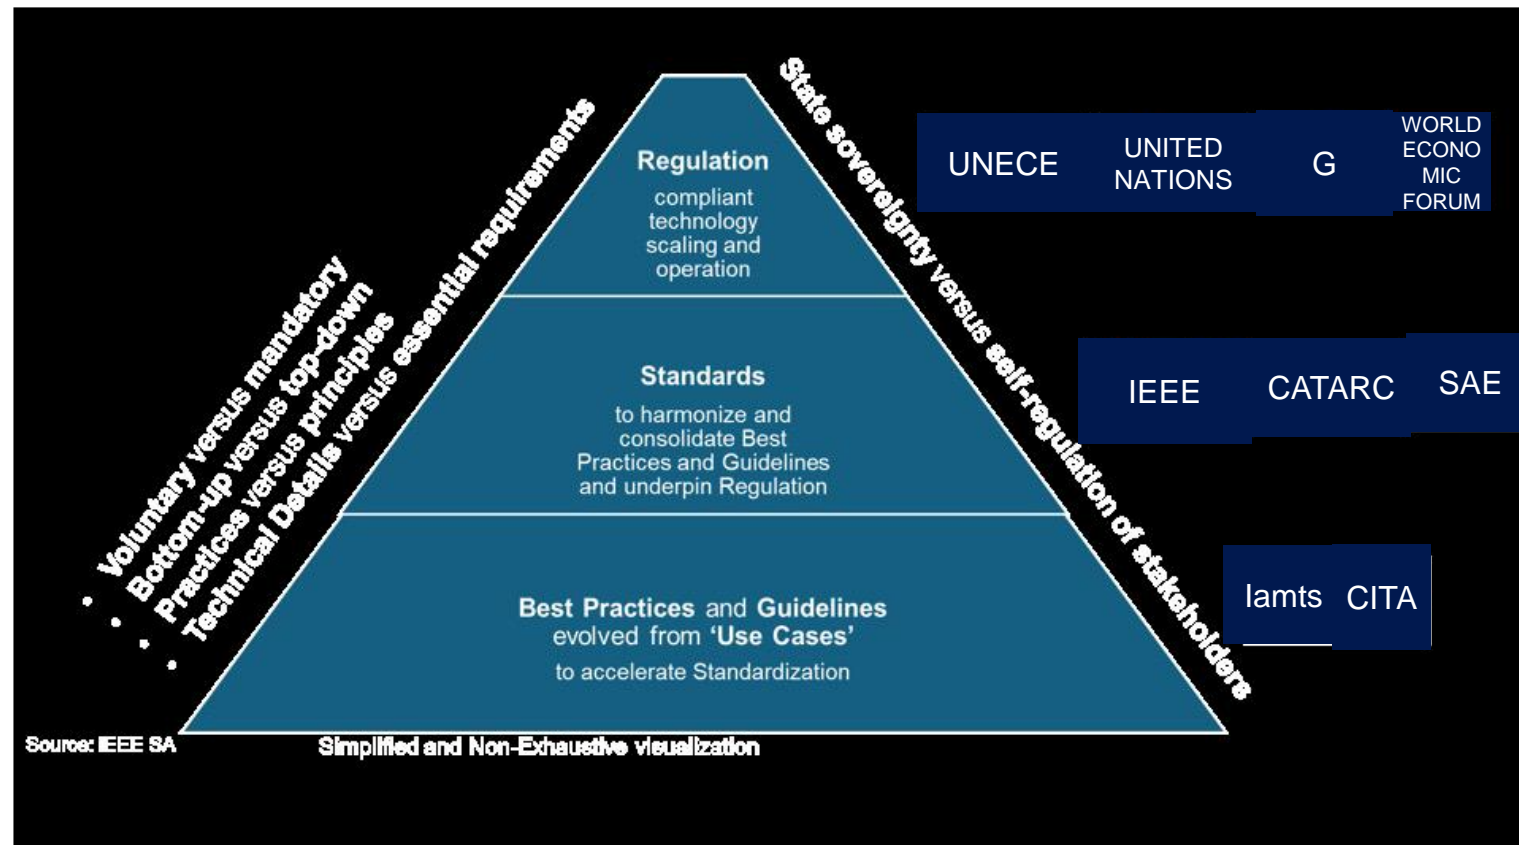 Regulation
compliant
technology
scaling and
operation
Standards
to harmonize and
consolidate Best
Practices and Guidelines
and underpin Regulation
Best Practices and Guidelines
evolved from ‘Use Cases’
to accelerate Standardization
• Voluntary versus mandatory
• Bottom-up versus top-down
• Practices versus principles
• Technical Details versus essential requirements
State sovereignty versus self-regulation of stakeholders
UNECE
UNITED
NATIONS
G
WORLD
ECONO
MIC
FORUM
IEEE
CATARC
SAE
Iamts
CITA
Source: IEEE SA
Simplified and Non-Exhaustive visualization